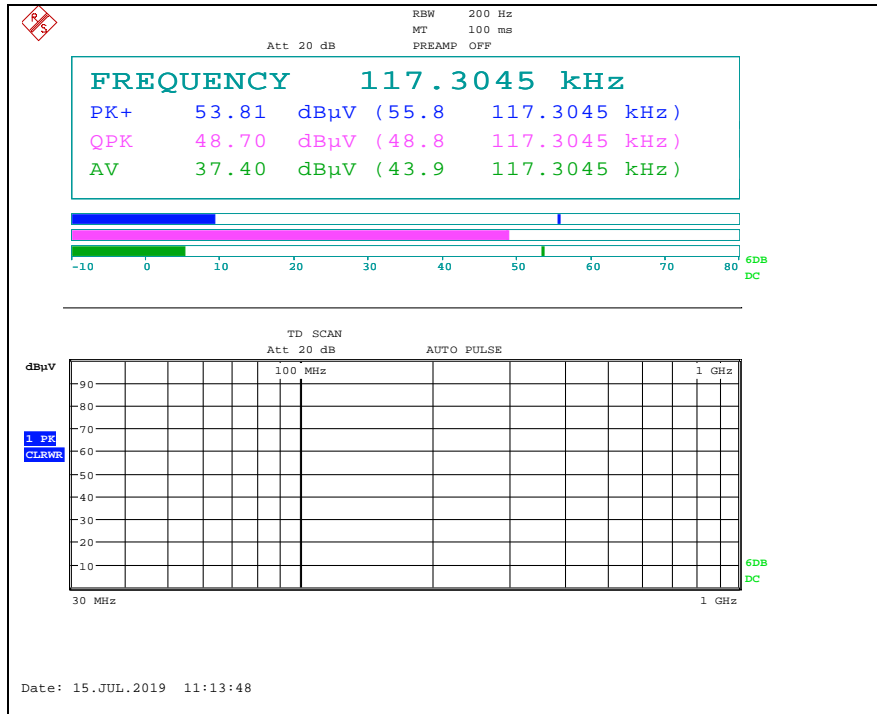 R S
RBW 200 Hz
MT 100 ms
Att 20 dB PREAMP OFF
FREQUENCY 117.3045 kHz
PK+ 53.81 dBµV (55.8 117.3045 kHz)
QPK 48.70 dBµV (48.8 117.3045 kHz)
AV 37.40 dBµV (43.9 117.3045 kHz)
-10 0 10 20 30 40 50 60 70 80
6DB
DC
TD SCAN
Att 20 dB AUTO PULSE
dBµV
100 MHz 1 GHz
90
80
70
1 PK
CLRWR
60
50
40
30
20
10
6DB
DC
30 MHz 1 GHz
Date: 15.JUL.2019 11:13:48